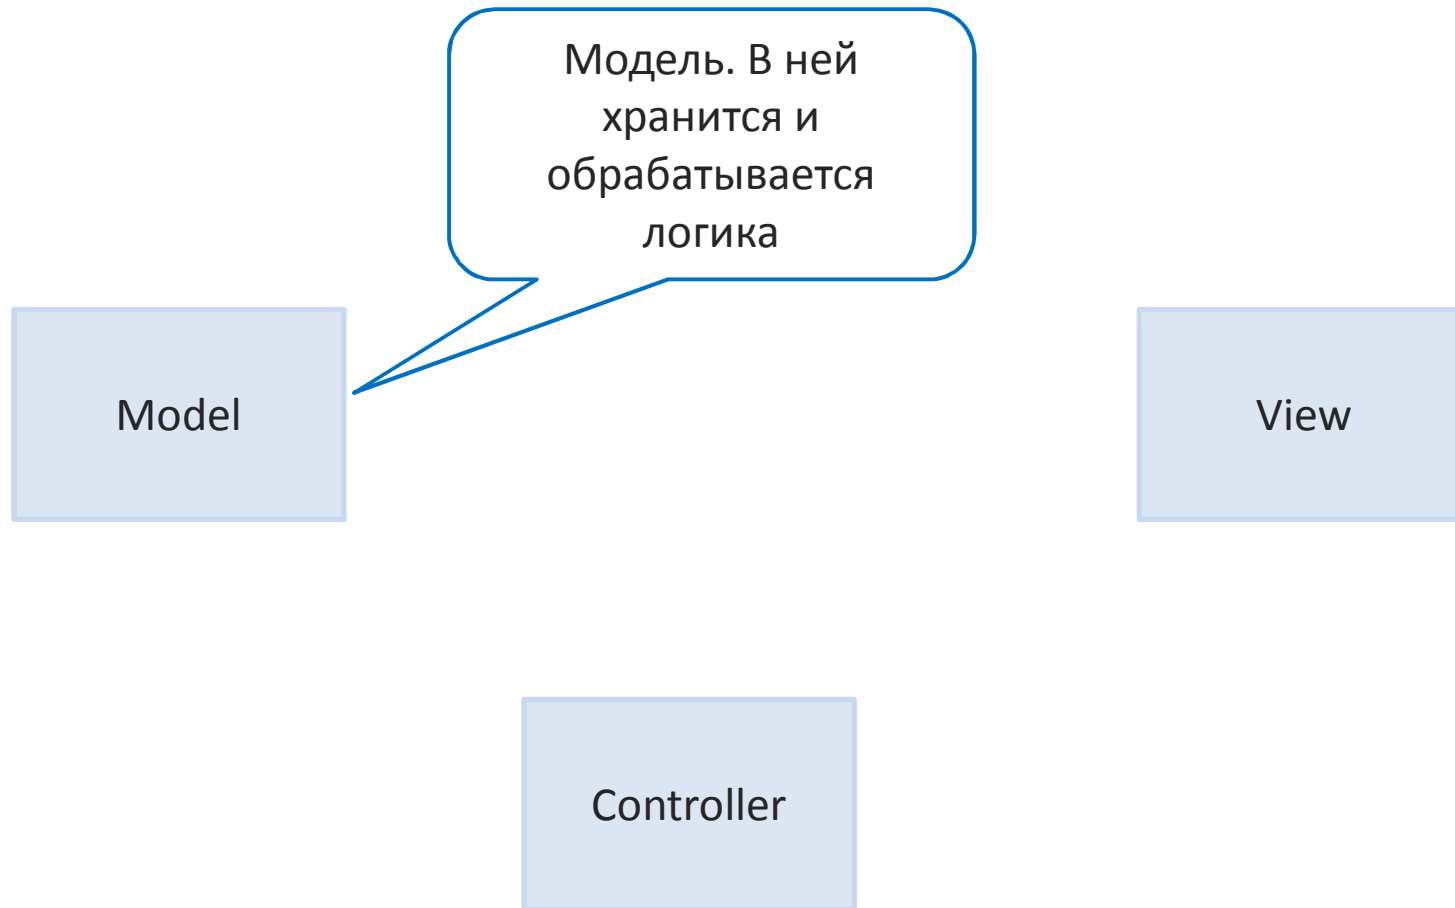 Модель. В ней
хранится и
обрабатывается
логика
Model
View
Controller